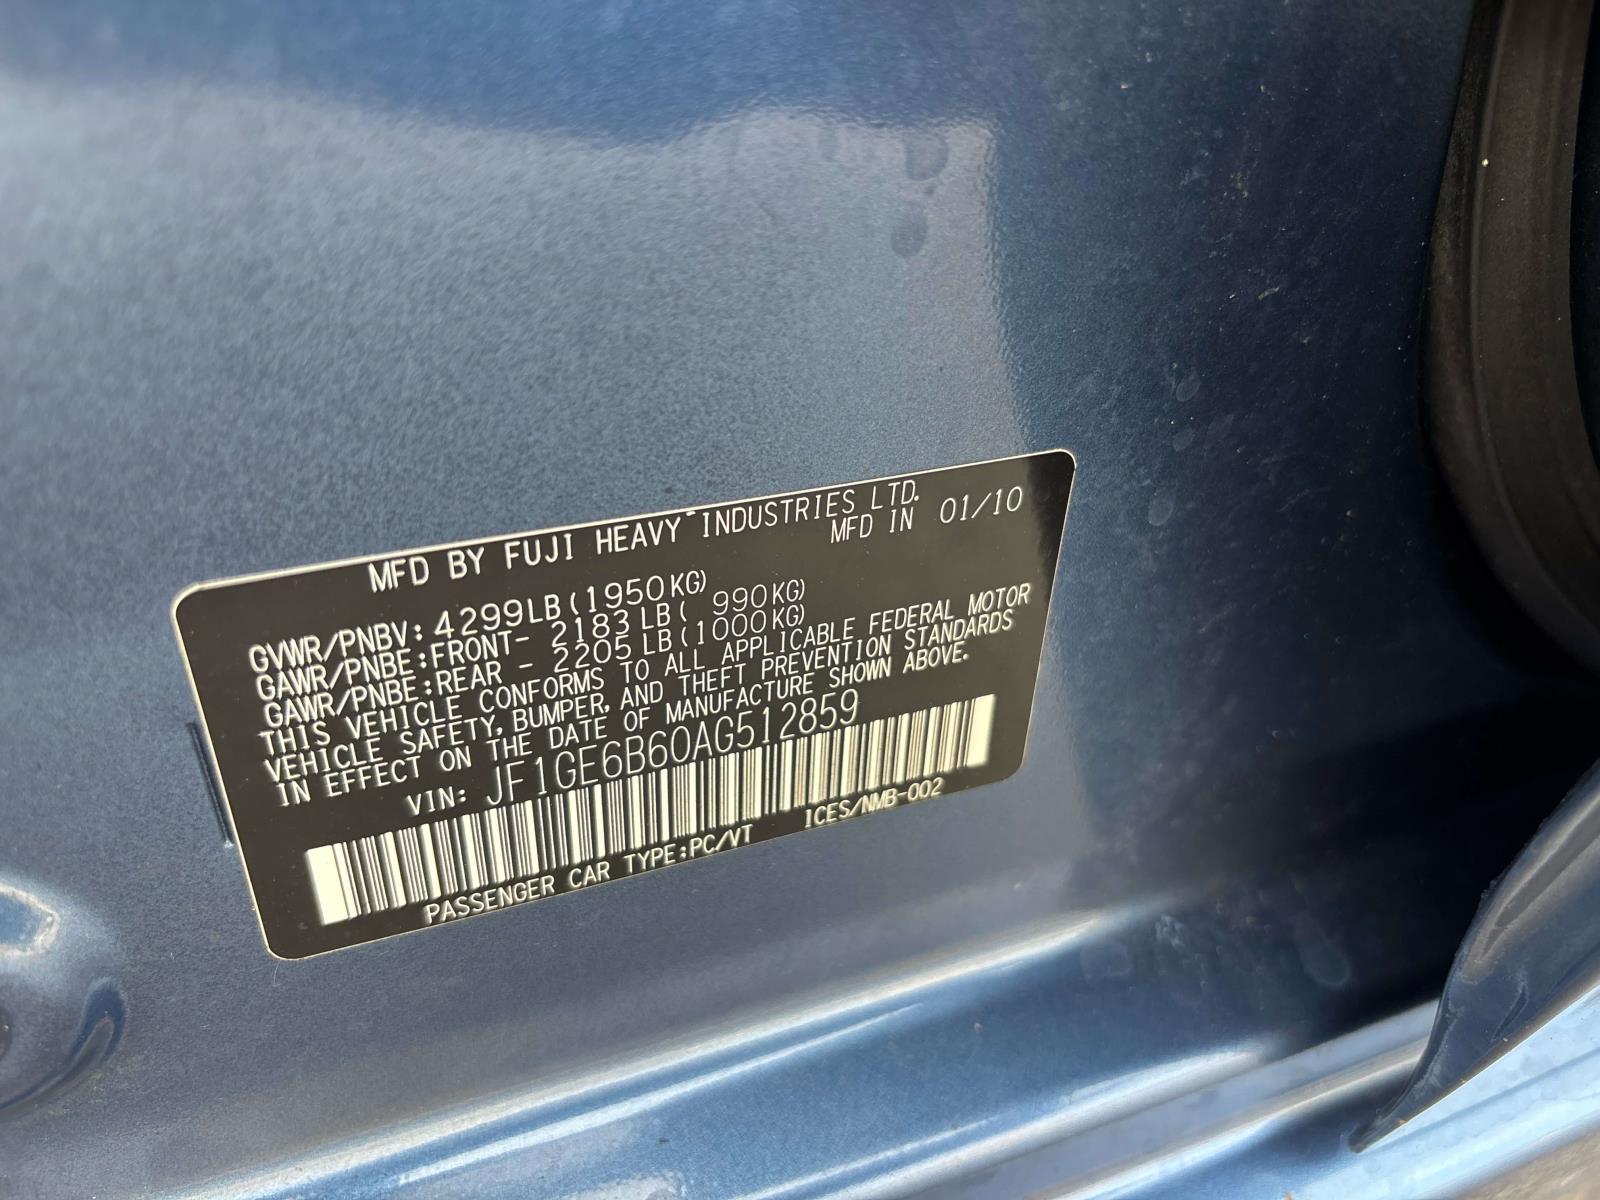 MFD BY FUJI HEAVY INDUSTRIES LTD.
MFD IN 01/10
GVWR/PNBV: 4299LB(1950KG)
GAWR/PNBE:FRONT- 2183LB( 990KG)
GAWR/PNBE:REAR - 2205LB(1000KG)
THIS VEHICLE CONFORMS TO ALL APPLICABLE FEDERAL MOTOR
VEHICLE SAFETY, BUMPER, AND THEFT PREVENTION STANDARDS
IN EFFECT ON THE DATE OF MANUFACTURE SHOWN ABOVE.
VIN: JF1GE6B60AG512859
PASSENGER CAR TYPE:PC/VT ICES/NMB-002